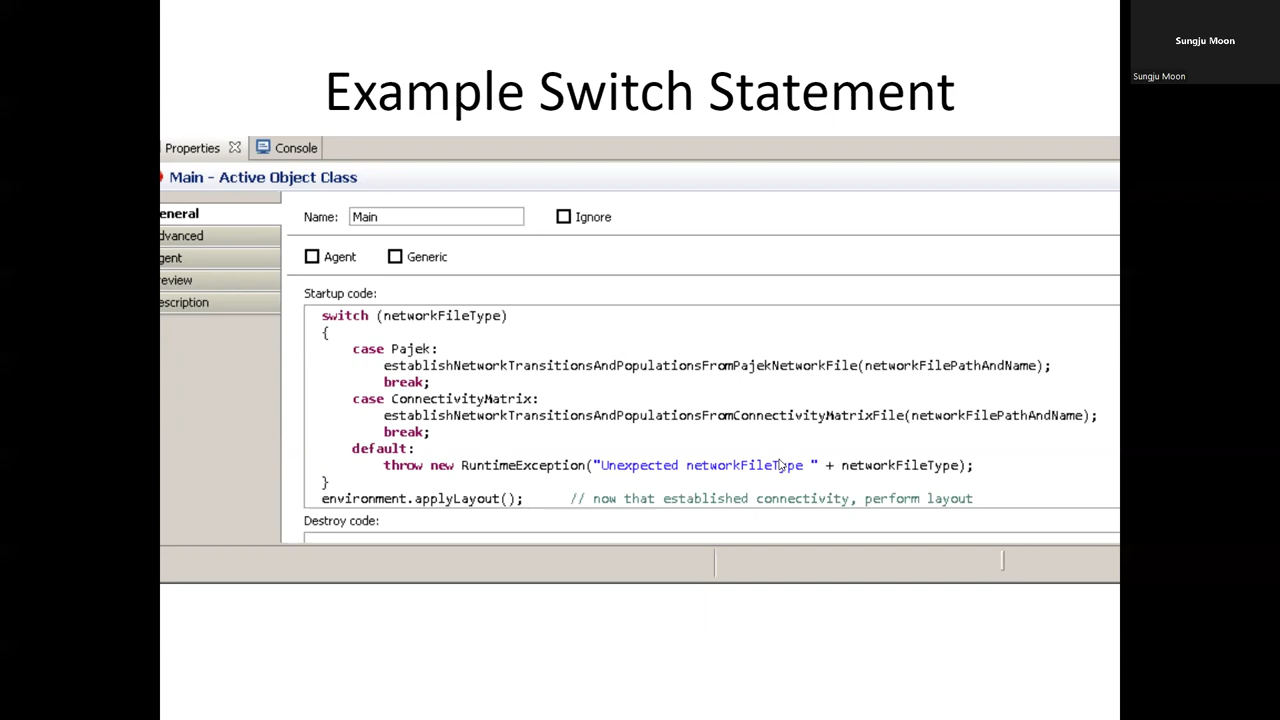 Sungju Moon
Sungju Moon
Example Switch Statement
Properties Console
Main - Active Object Class
eneral
dvanced
gent
review
escription
Name: Main Ignore
Agent Generic
Startup code:
switch (networkFileType)
{
case Pajek:
establishNetworkTransitionsAndPopulationsFromPajekNetworkFile(networkFilePathAndName);
break;
case ConnectivityMatrix:
establishNetworkTransitionsAndPopulationsFromConnectivityMatrixFile(networkFilePathAndName);
break;
default:
throw new RuntimeException("Unexpected networkFileType " + networkFileType);
}
environment.applyLayout(); // now that established connectivity, perform layout
Destroy code: